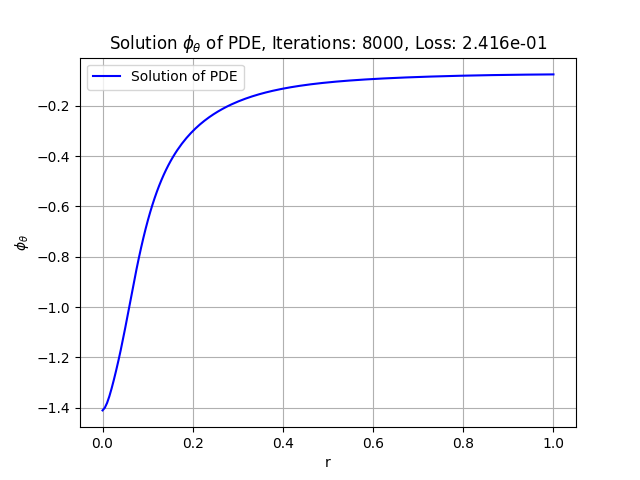 Solution ϕ_θ of PDE, Iterations: 8000, Loss: 2.416e-01
Solution of PDE
−0.2
−0.4
−0.6
−0.8
−1.0
−1.2
−1.4
ϕ_θ
0.0 0.2 0.4 0.6 0.8 1.0
r